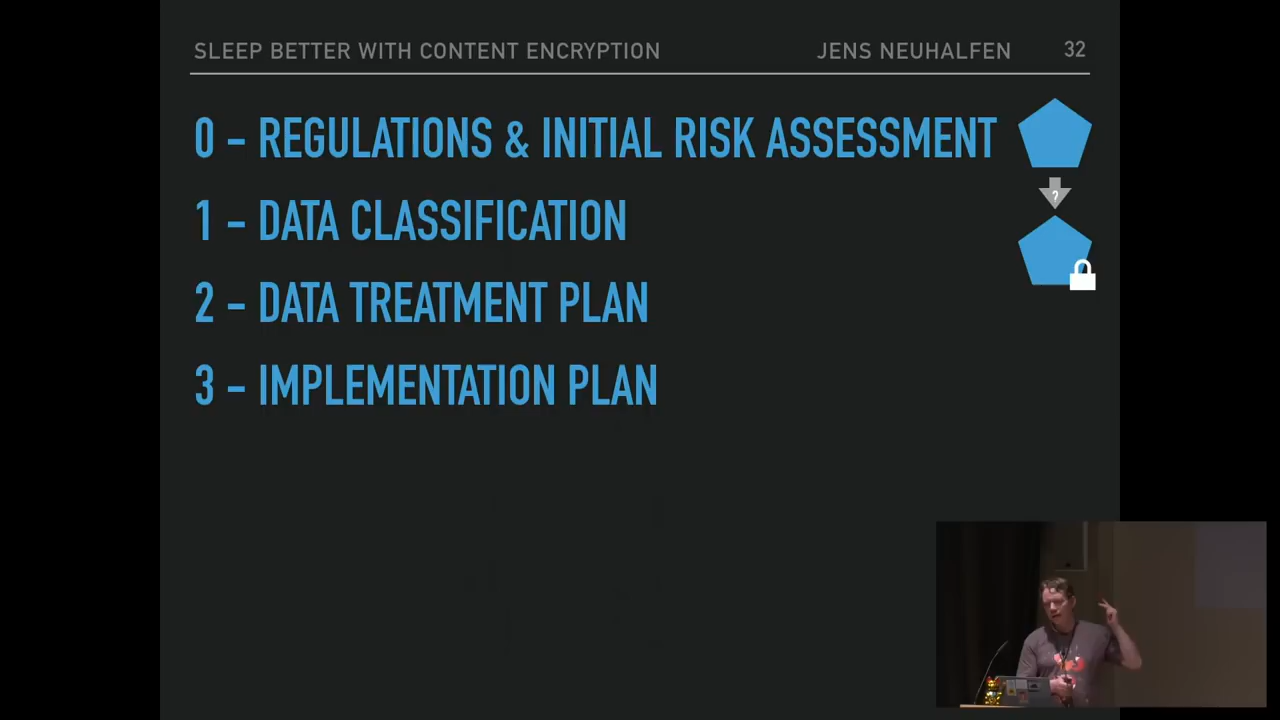 SLEEP BETTER WITH CONTENT ENCRYPTION JENS NEUHALFEN 32
0 - REGULATIONS & INITIAL RISK ASSESSMENT
?
1 - DATA CLASSIFICATION
2 - DATA TREATMENT PLAN
3 - IMPLEMENTATION PLAN